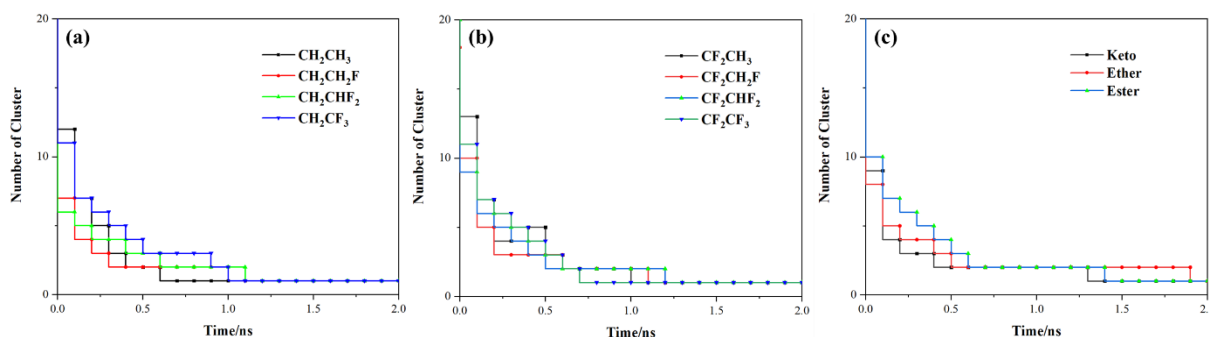 (a)
CH₂CH₃
CH₂CH₂F
CH₂CHF₂
CH₂CF₃
Number of Cluster
20
10
0
0.0 0.5 1.0 1.5 2.0
Time/ns
(b)
CF₂CH₃
CF₂CH₂F
CF₂CHF₂
CF₂CF₃
Number of Cluster
20
10
0
0.0 0.5 1.0 1.5 2.0
Time/ns
(c)
Keto
Ether
Ester
Number of Cluster
20
10
0
0.0 0.5 1.0 1.5 2.0
Time/ns